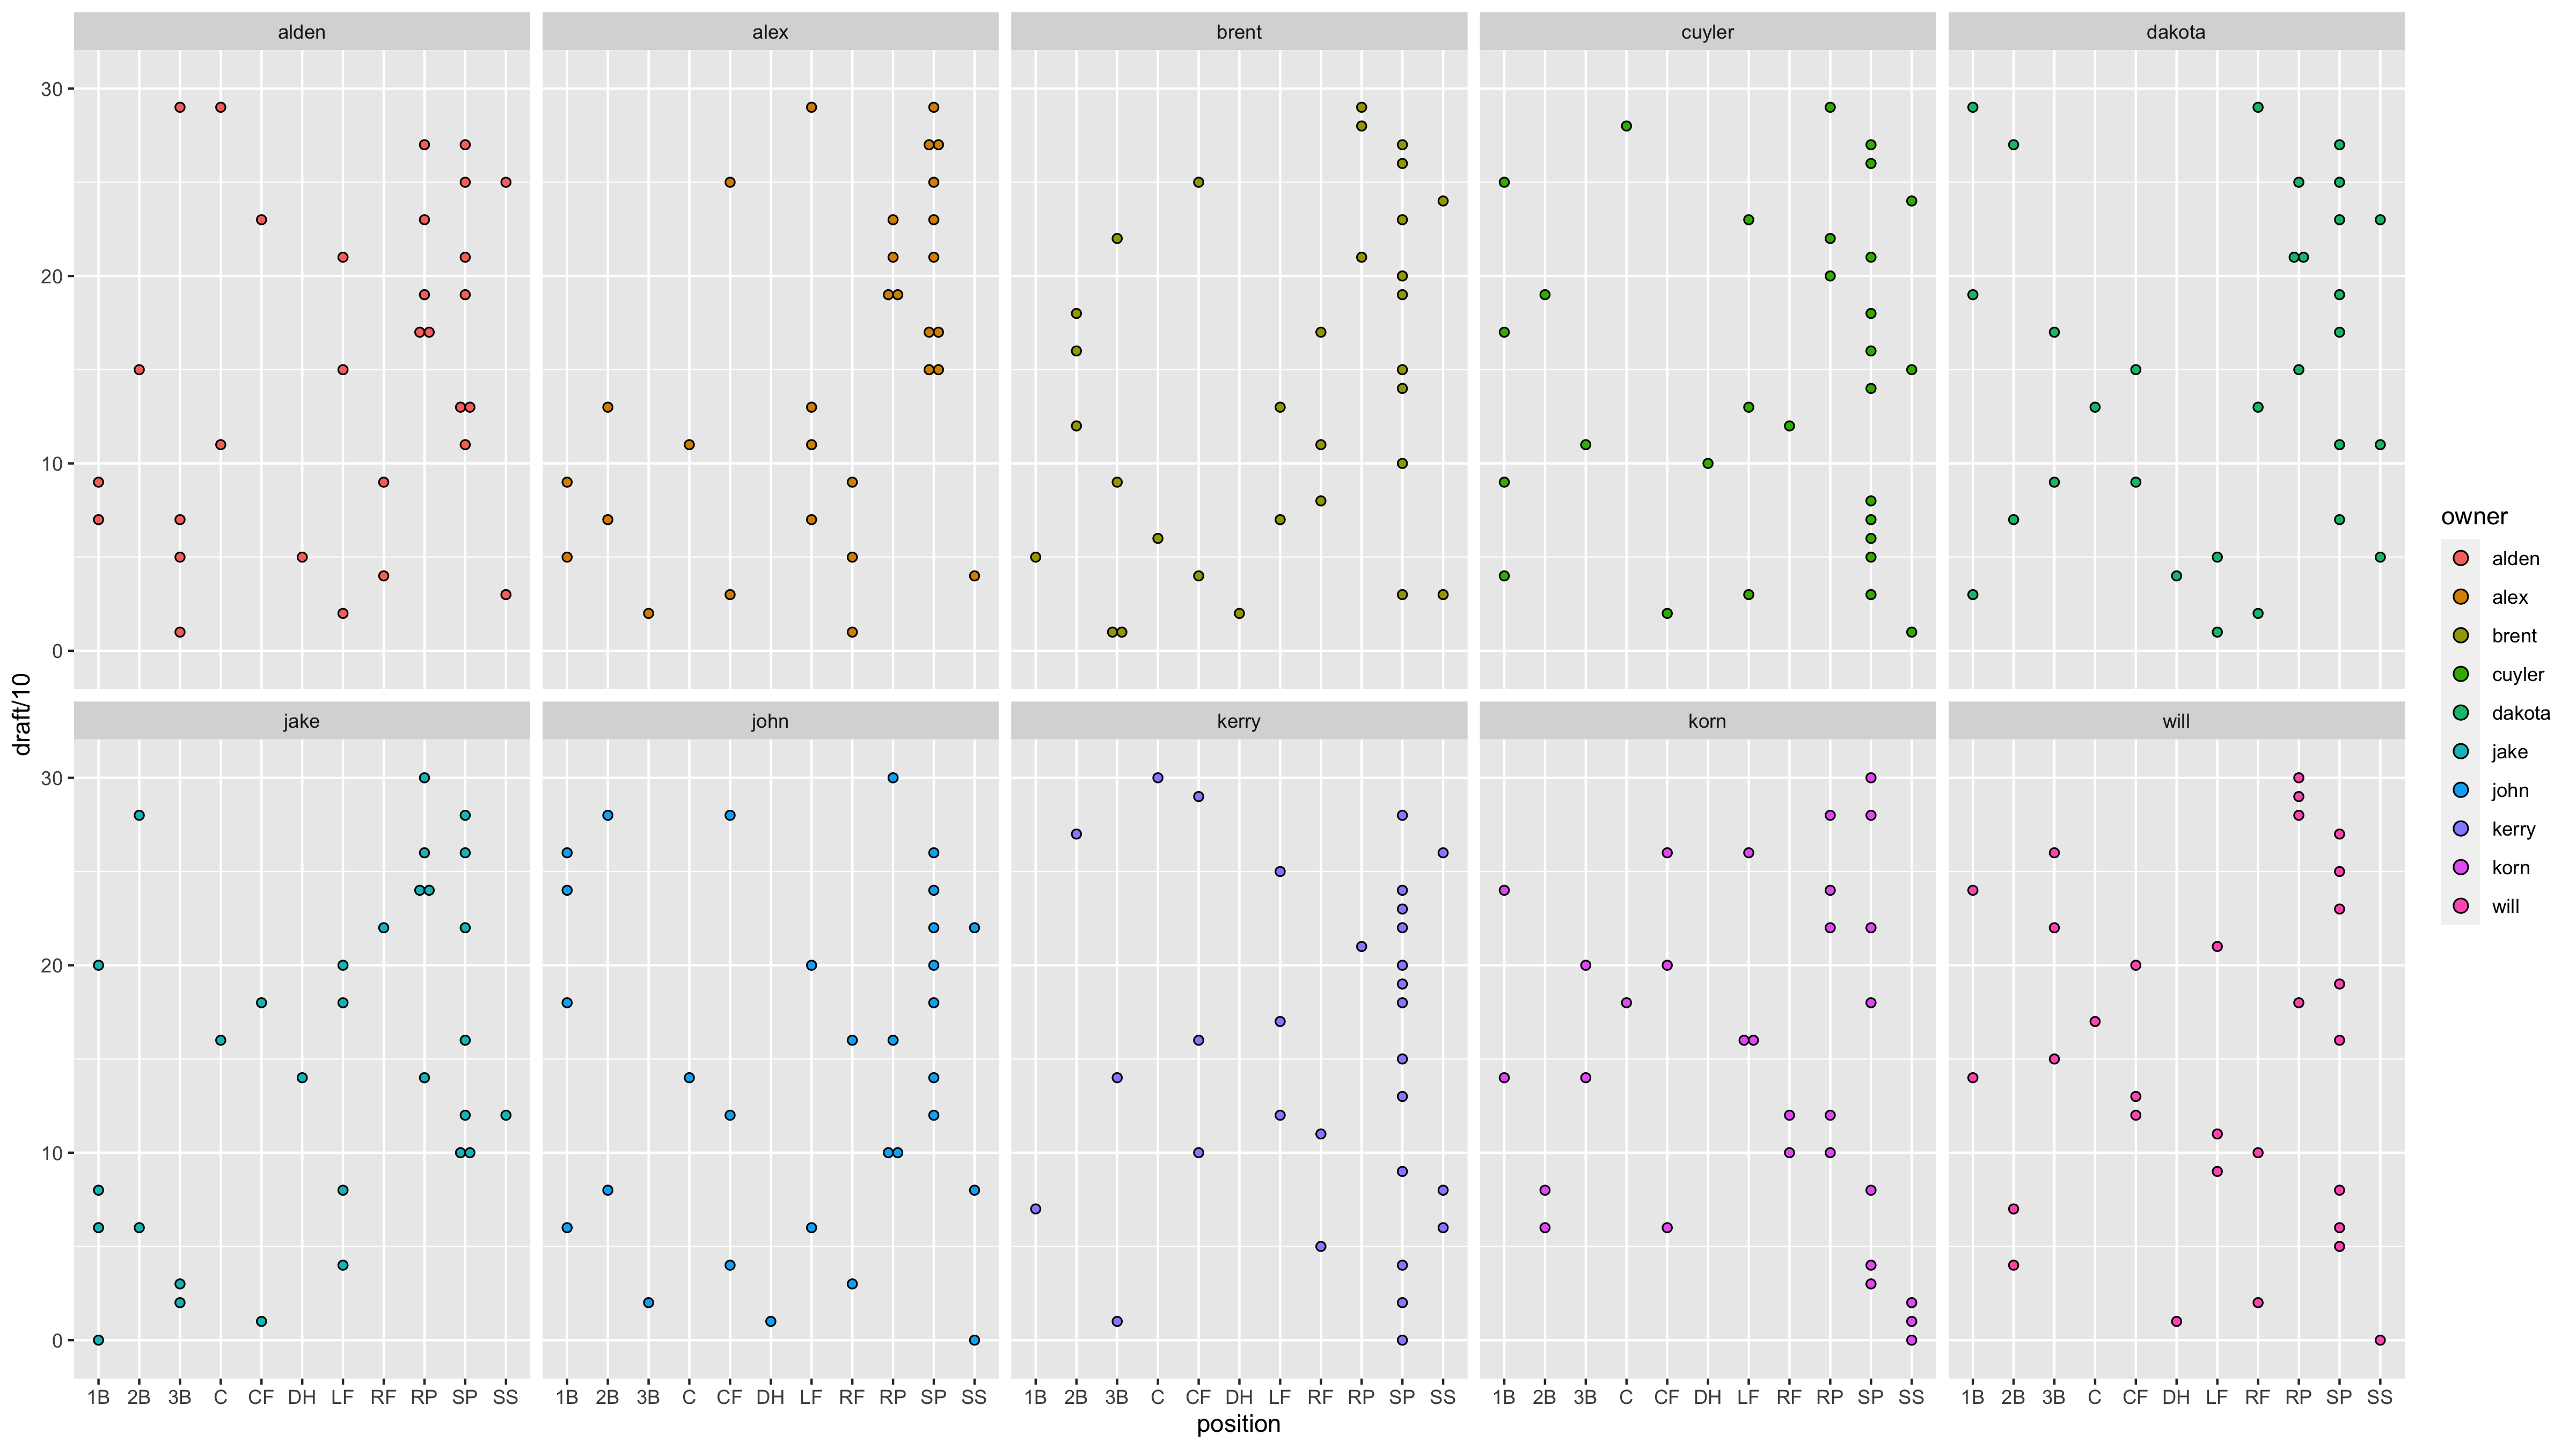 alden alex brent cuyler dakota
30
20
10
0
draft/10
jake john kerry korn will
30
20
10
0
1B 2B 3B C CF DH LF RF RP SP SS 1B 2B 3B C CF DH LF RF RP SP SS 1B 2B 3B C CF DH LF RF RP SP SS 1B 2B 3B C CF DH LF RF RP SP SS 1B 2B 3B C CF DH LF RF RP SP SS
position
owner
alden
alex
brent
cuyler
dakota
jake
john
kerry
korn
will